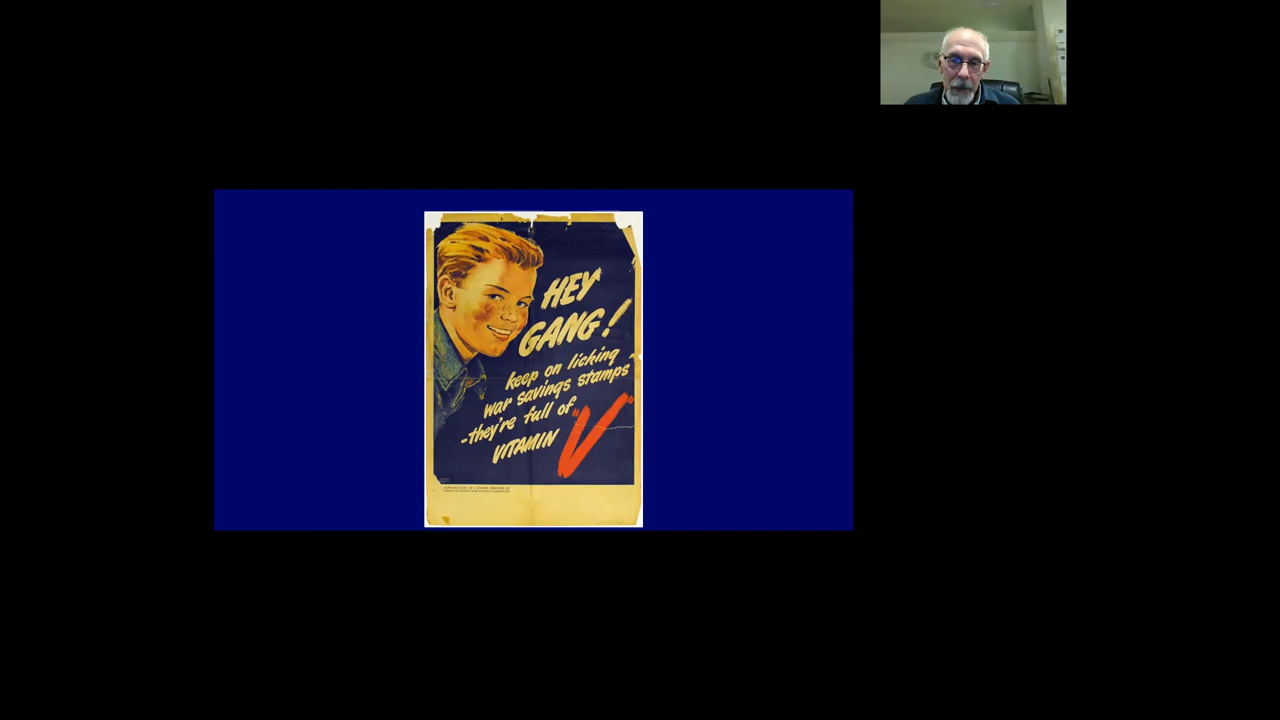 HEY
GANG!
keep on licking
war savings stamps
-they're full of
VITAMIN "V"